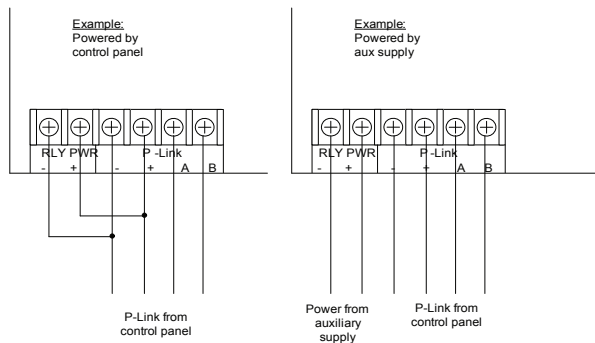 Example:
Powered by
control panel
RLY PWR
P -Link
- + - + A B
P-Link from
control panel
Example:
Powered by
aux supply
RLY PWR
P -Link
- + - + A B
Power from
auxiliary
supply
P-Link from
control panel